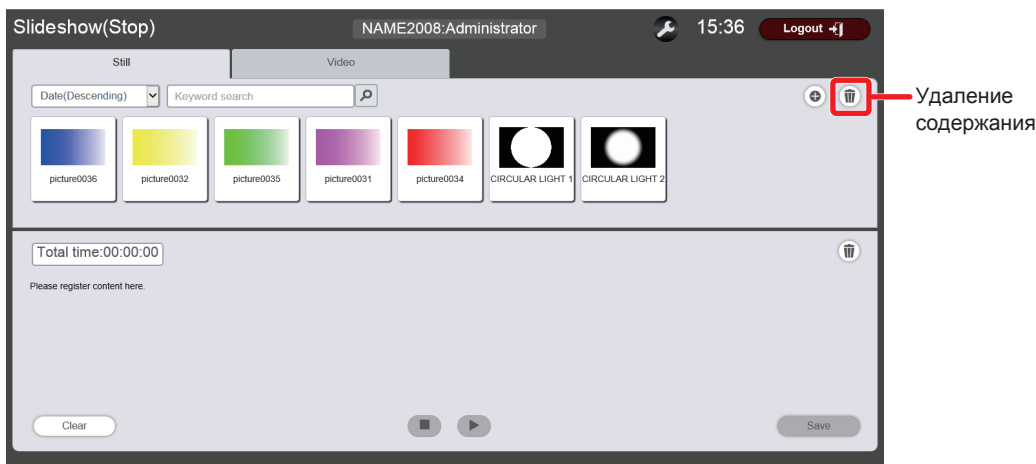 Slideshow(Stop) NAME2008:Administrator 15:36 Logout
Still Video
Date(Descending) Keyword search
Удаление
содержания
picture0036 picture0032 picture0035 picture0031 picture0034 CIRCULAR LIGHT 1 CIRCULAR LIGHT 2
Total time:00:00:00
Please register content here.
Clear Save